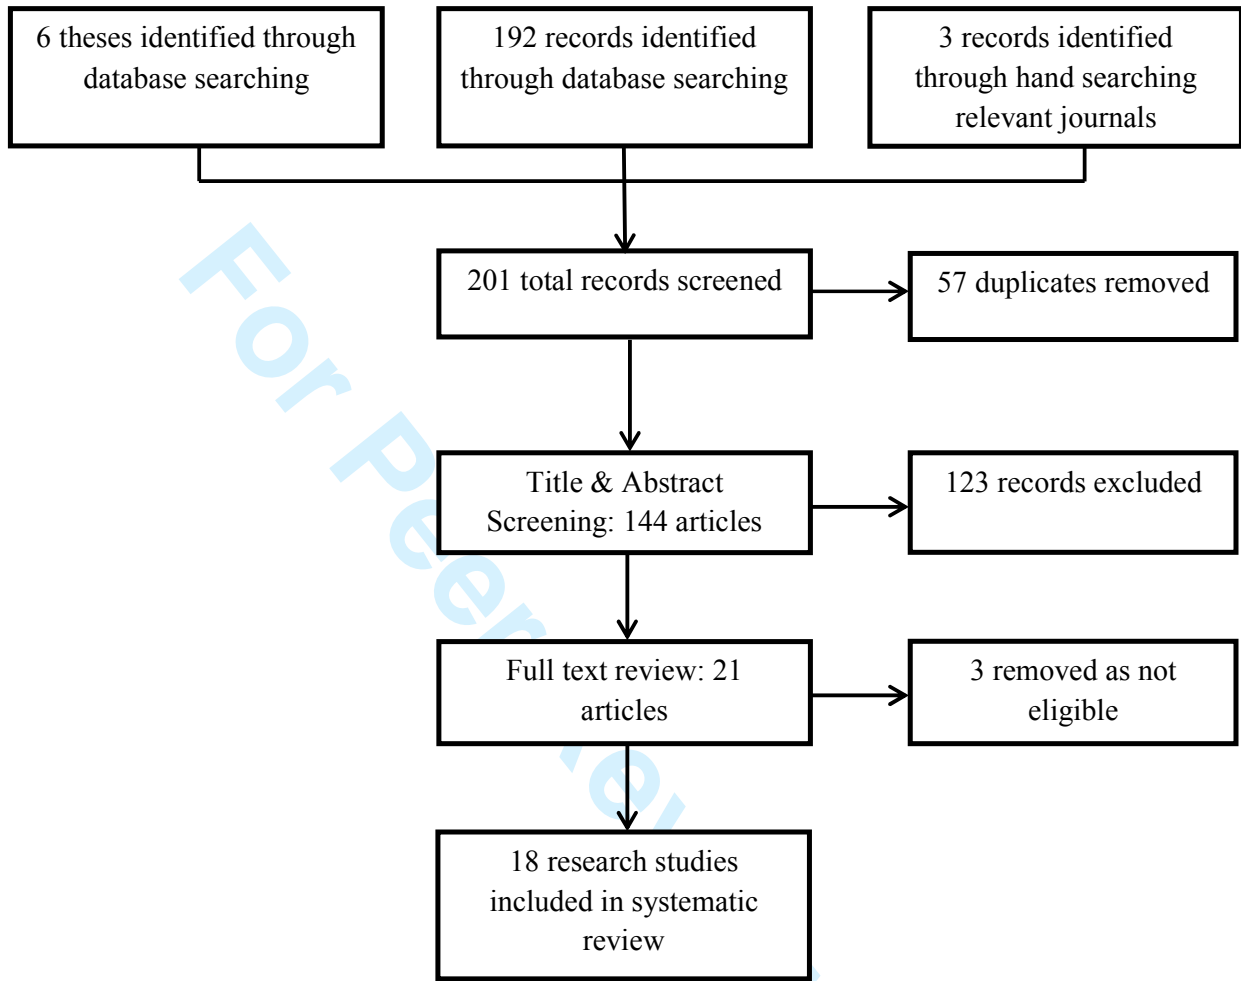 6 theses identified through
database searching
192 records identified
through database searching
3 records identified
through hand searching
relevant journals
201 total records screened
57 duplicates removed
Title & Abstract
Screening: 144 articles
123 records excluded
Full text review: 21
articles
3 removed as not
eligible
18 research studies
included in systematic
review
For Peer